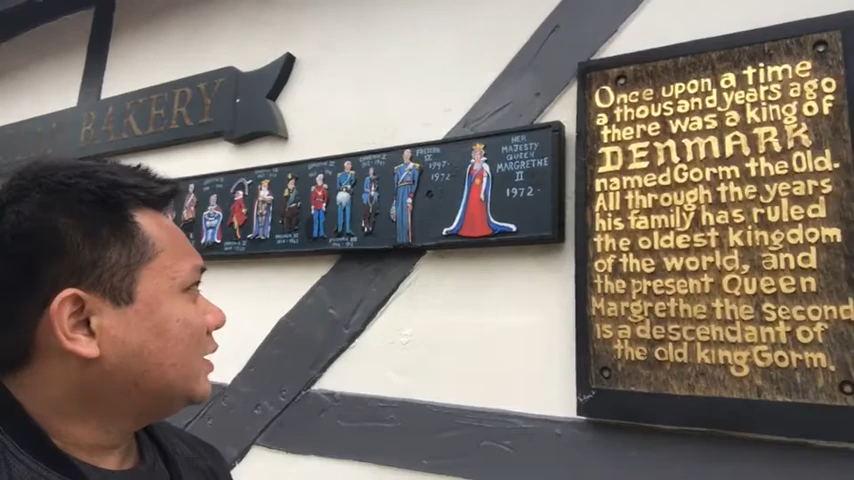 BAKERY
FREDERIK
IX
1947-
1972
HER
MAJESTY
QUEEN
MARGRETHE
II
1972-
Once upon a time
a thousand years ago
there was a king of
DENMARK
named Gorm the Old.
All through the years
his family has ruled
the oldest kingdom
of the world, and
the present Queen
Margrethe the Second
is a descendant of
the old king Gorm.